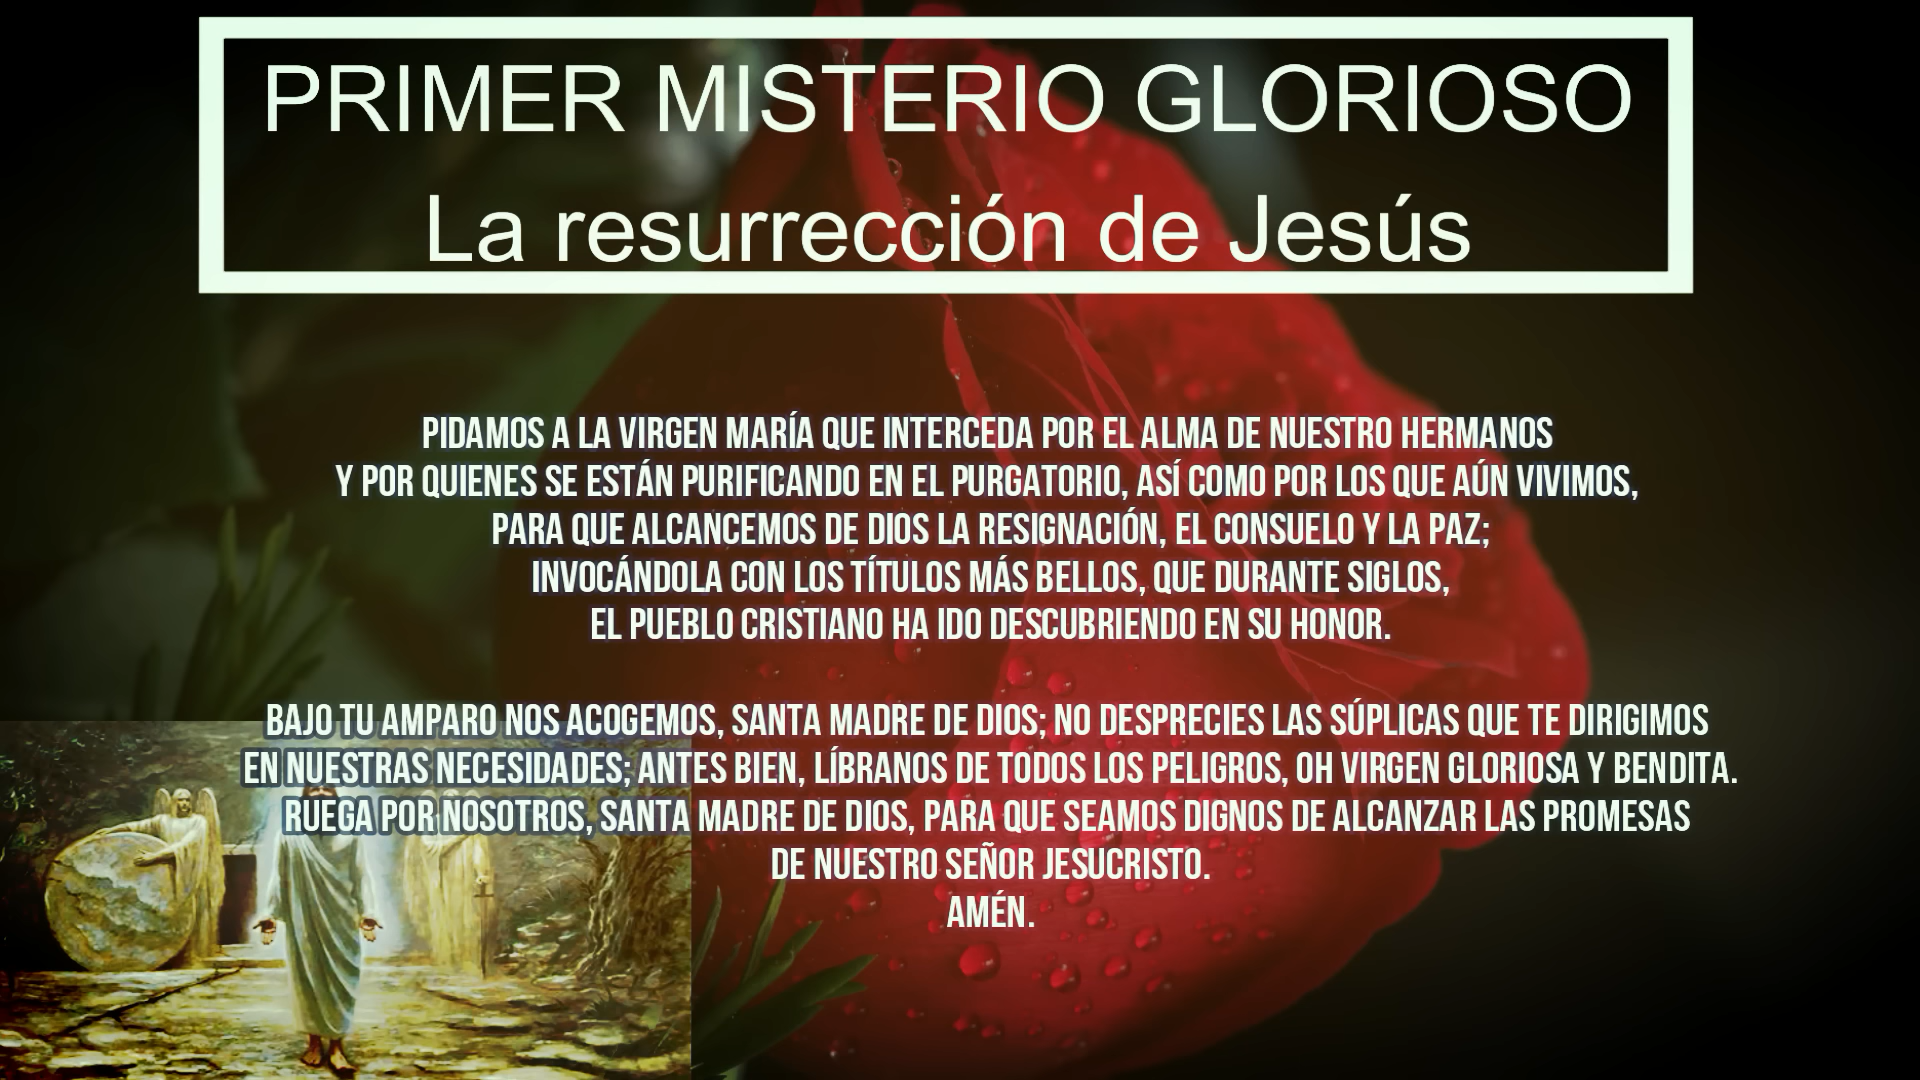 PRIMER MISTERIO GLORIOSO
La resurrección de Jesús
PIDAMOS A LA VIRGEN MARÍA QUE INTERCEDA POR EL ALMA DE NUESTRO HERMANOS
Y POR QUIENES SE ESTÁN PURIFICANDO EN EL PURGATORIO, ASÍ COMO POR LOS QUE AÚN VIVIMOS,
PARA QUE ALCANCEMOS DE DIOS LA RESIGNACIÓN, EL CONSUELO Y LA PAZ;
INVOCÁNDOLA CON LOS TÍTULOS MÁS BELLOS, QUE DURANTE SIGLOS,
EL PUEBLO CRISTIANO HA IDO DESCUBRIENDO EN SU HONOR.
BAJO TU AMPARO NOS ACOGEMOS, SANTA MADRE DE DIOS; NO DESPRECIES LAS SÚPLICAS QUE TE DIRIGIMOS
EN NUESTRAS NECESIDADES; ANTES BIEN, LÍBRANOS DE TODOS LOS PELIGROS, OH VIRGEN GLORIOSA Y BENDITA.
RUEGA POR NOSOTROS, SANTA MADRE DE DIOS, PARA QUE SEAMOS DIGNOS DE ALCANZAR LAS PROMESAS
DE NUESTRO SEÑOR JESUCRISTO.
AMÉN.